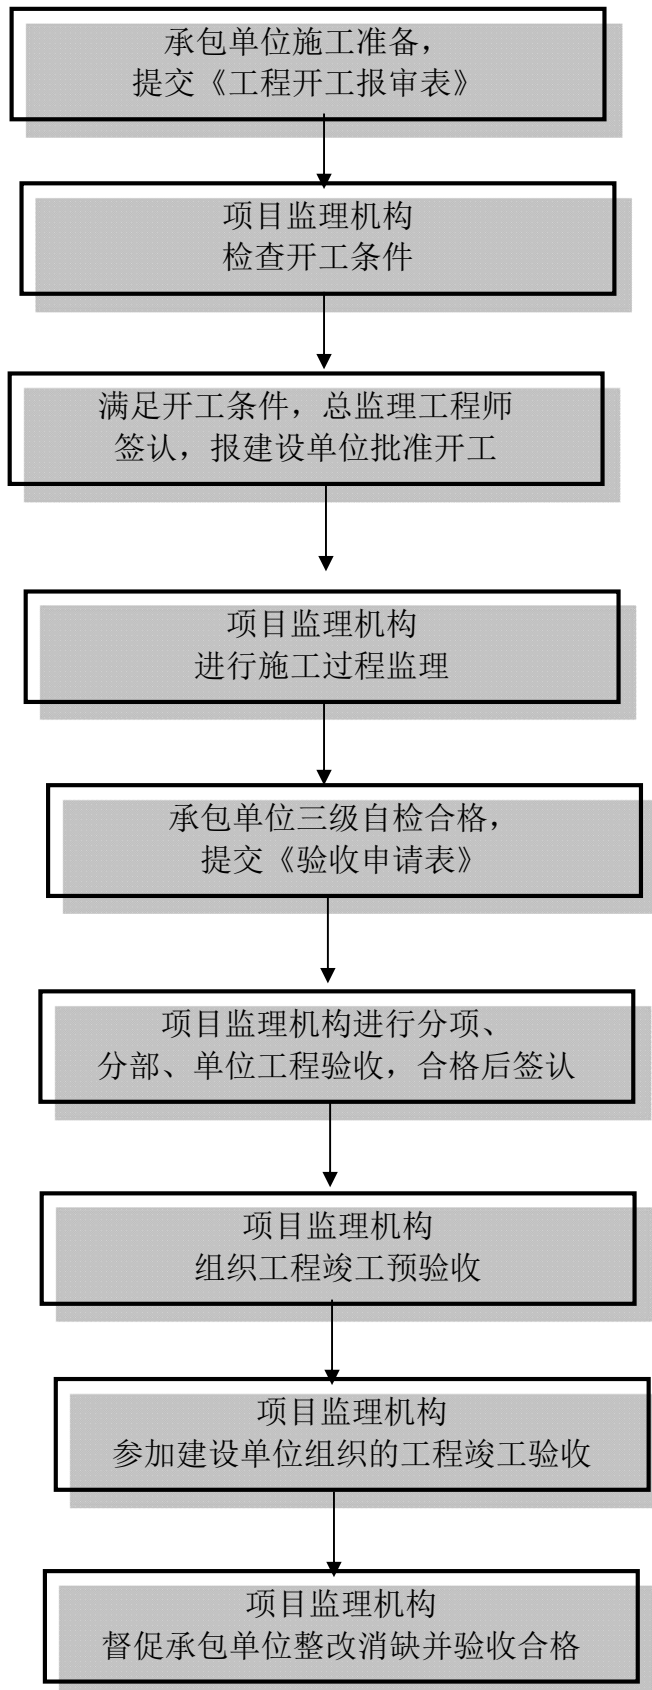 承包单位施工准备，
提交《工程开工报审表》
项目监理机构
检查开工条件
满足开工条件，总监理工程师
签认，报建设单位批准开工
项目监理机构
进行施工过程监理
承包单位三级自检合格，
提交《验收申请表》
项目监理机构进行分项、
分部、单位工程验收，合格后签认
项目监理机构
组织工程竣工预验收
项目监理机构
参加建设单位组织的工程竣工验收
项目监理机构
督促承包单位整改消缺并验收合格